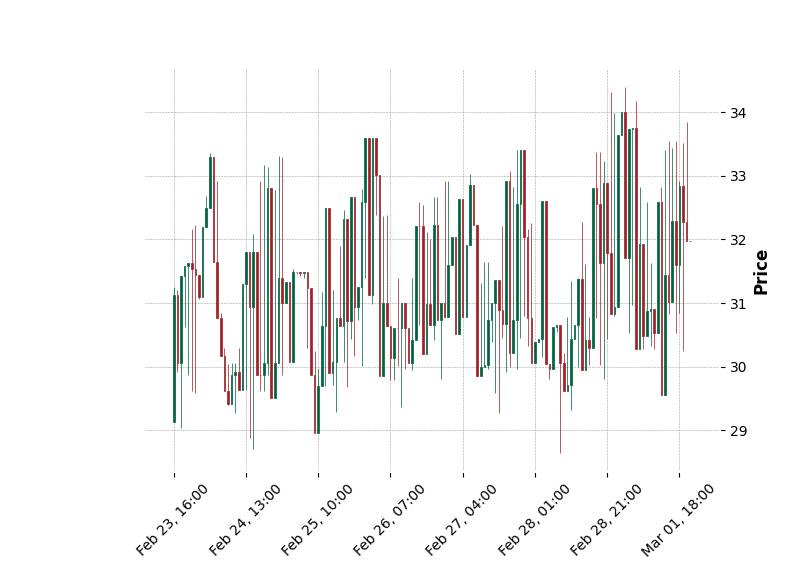 34
33
32
31
30
29
Price
Feb 23, 16:00
Feb 24, 13:00
Feb 25, 10:00
Feb 26, 07:00
Feb 27, 04:00
Feb 28, 01:00
Feb 28, 21:00
Mar 01, 18:00